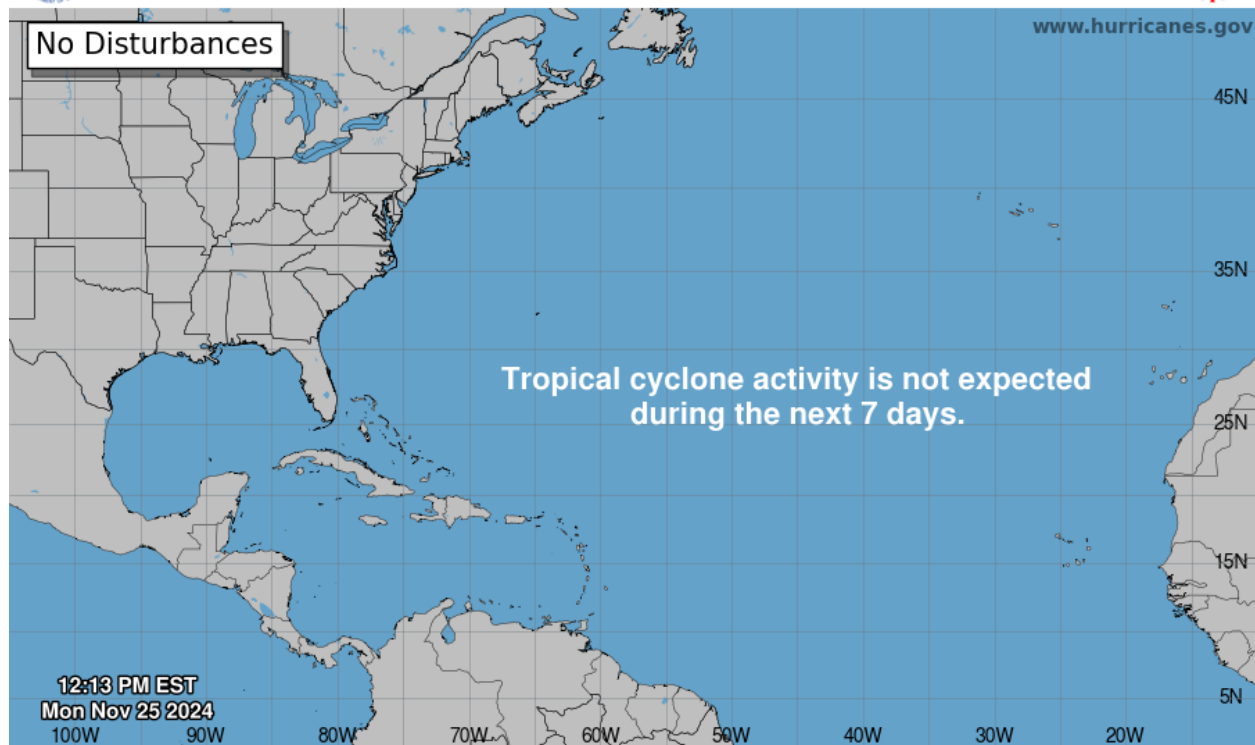 No Disturbances
www.hurricanes.gov
45N
35N
Tropical cyclone activity is not expected
during the next 7 days.
25N
15N
12:13 PM EST
Mon Nov 25 2024
5N
100W 90W 80W 70W 60W 50W 40W 30W 20W